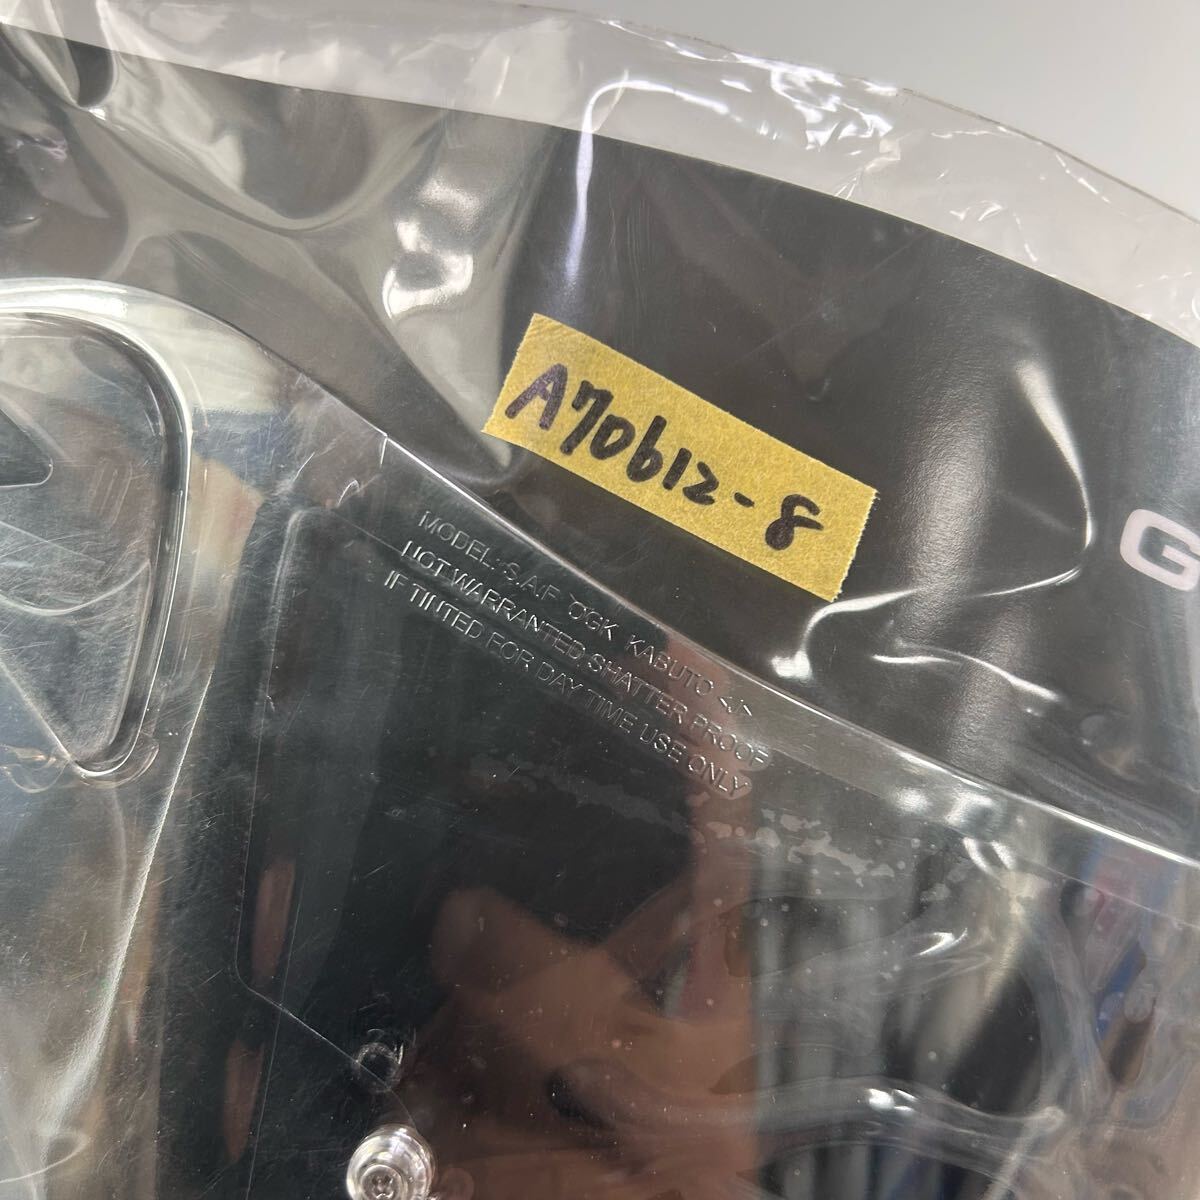 A70612-8
G
MODEL: S.A.F OGK KABUTO <J>
NOT WARRANTED SHATTER PROOF
IF TINTED FOR DAY TIME USE ONLY